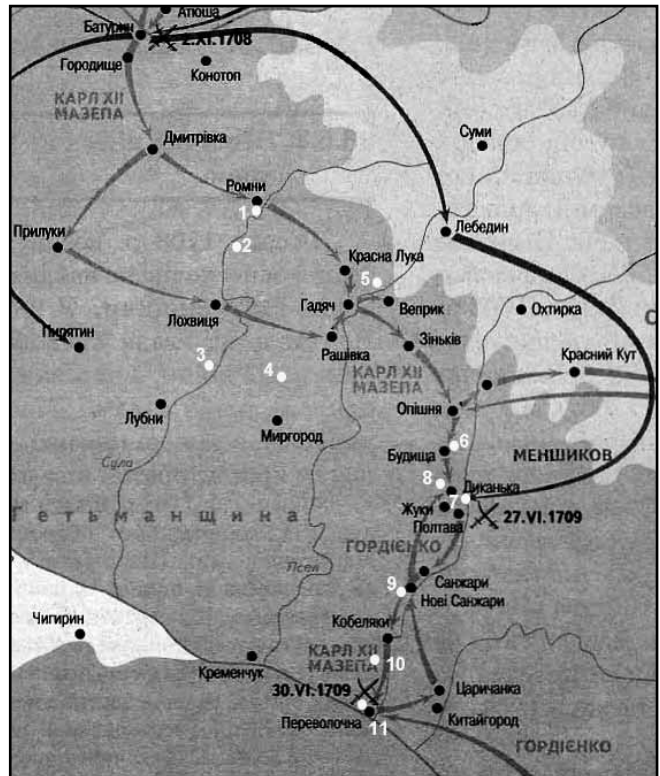 Атюша
Батурин
2.XI.1708
Городище
Конотоп
КАРЛ XII
МАЗЕПА
Дмитрівка
Суми
Ромни
1
Лебедин
Прилуки
2
Красна Лука
5
Гадяч
Веприк
Охтирка
С
Лохвиця
Пирятин
Рашівка
Зіньків
3
4
КАРЛ XII
МАЗЕПА
Красний Кут
Лубни
Миргород
Опішня
6
Будища
МЕНШИКОВ
Сула
8
Диканька
7
Гетьманщина
Жуки
Полтава
27.VI.1709
ГОРДІЄНКО
Псел
Санжари
9
Нові Санжари
Чигирин
Кобеляки
Кременчук
КАРЛ XII
МАЗЕПА
10
30.VI.1709
Царичанка
Переволочна
11
Китайгород
ГОРДІЄНКО